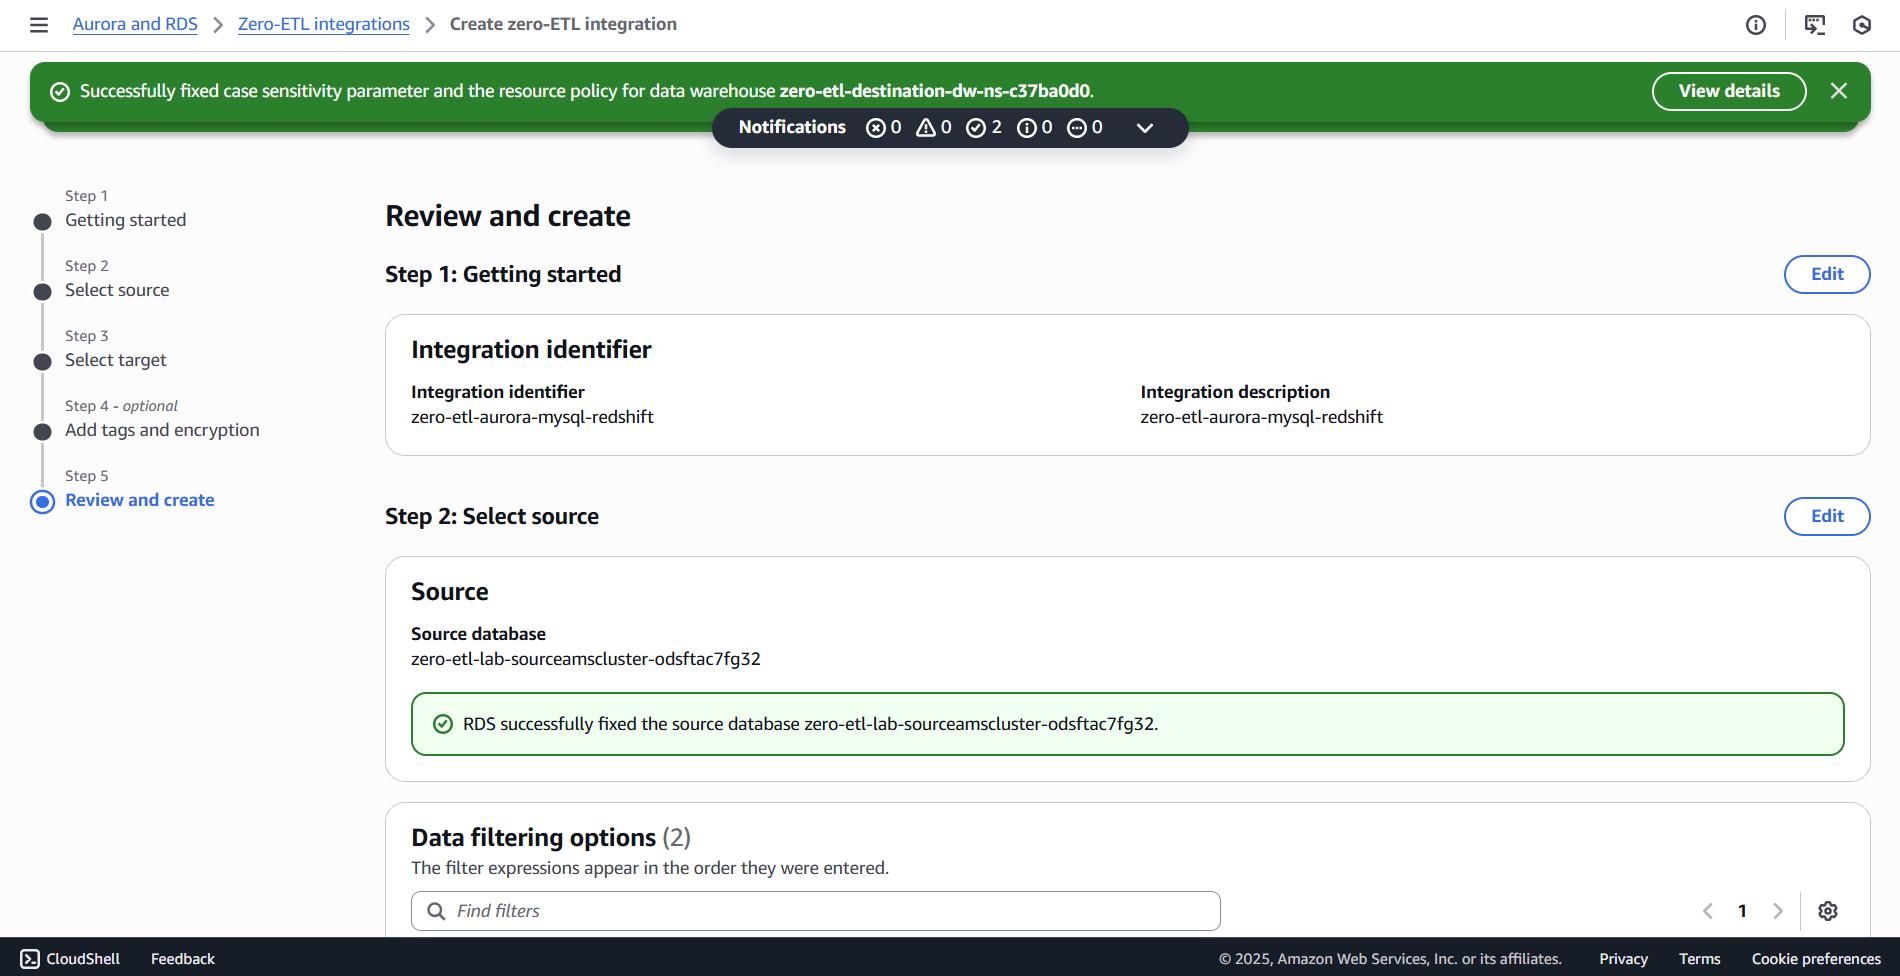 Aurora and RDS > Zero-ETL integrations > Create zero-ETL integration
Successfully fixed case sensitivity parameter and the resource policy for data warehouse zero-etl-destination-dw-ns-c37ba0d0.
View details
Notifications 0 0 2 0 0
Step 1
Getting started
Step 2
Select source
Step 3
Select target
Step 4 - optional
Add tags and encryption
Step 5
Review and create
Review and create
Step 1: Getting started
Edit
Integration identifier
Integration identifier
zero-etl-aurora-mysql-redshift
Integration description
zero-etl-aurora-mysql-redshift
Step 2: Select source
Edit
Source
Source database
zero-etl-lab-sourceamscluster-odsftac7fg32
RDS successfully fixed the source database zero-etl-lab-sourceamscluster-odsftac7fg32.
Data filtering options (2)
The filter expressions appear in the order they were entered.
Find filters
1
CloudShell Feedback
© 2025, Amazon Web Services, Inc. or its affiliates. Privacy Terms Cookie preferences